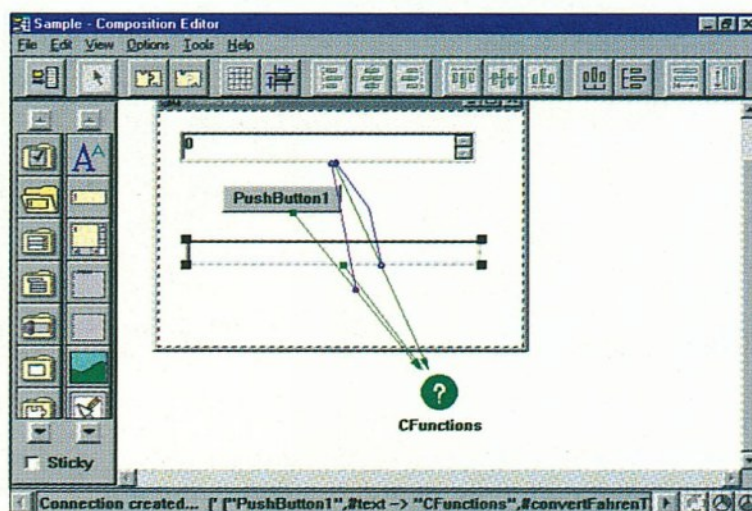 Sample - Composition Editor
File Edit View Options Tools Help
0
PushButton1
?
CFunctions
Sticky
Connection created... [' ["PushButton1",#text -> "CFunctions",#convertFahrenT